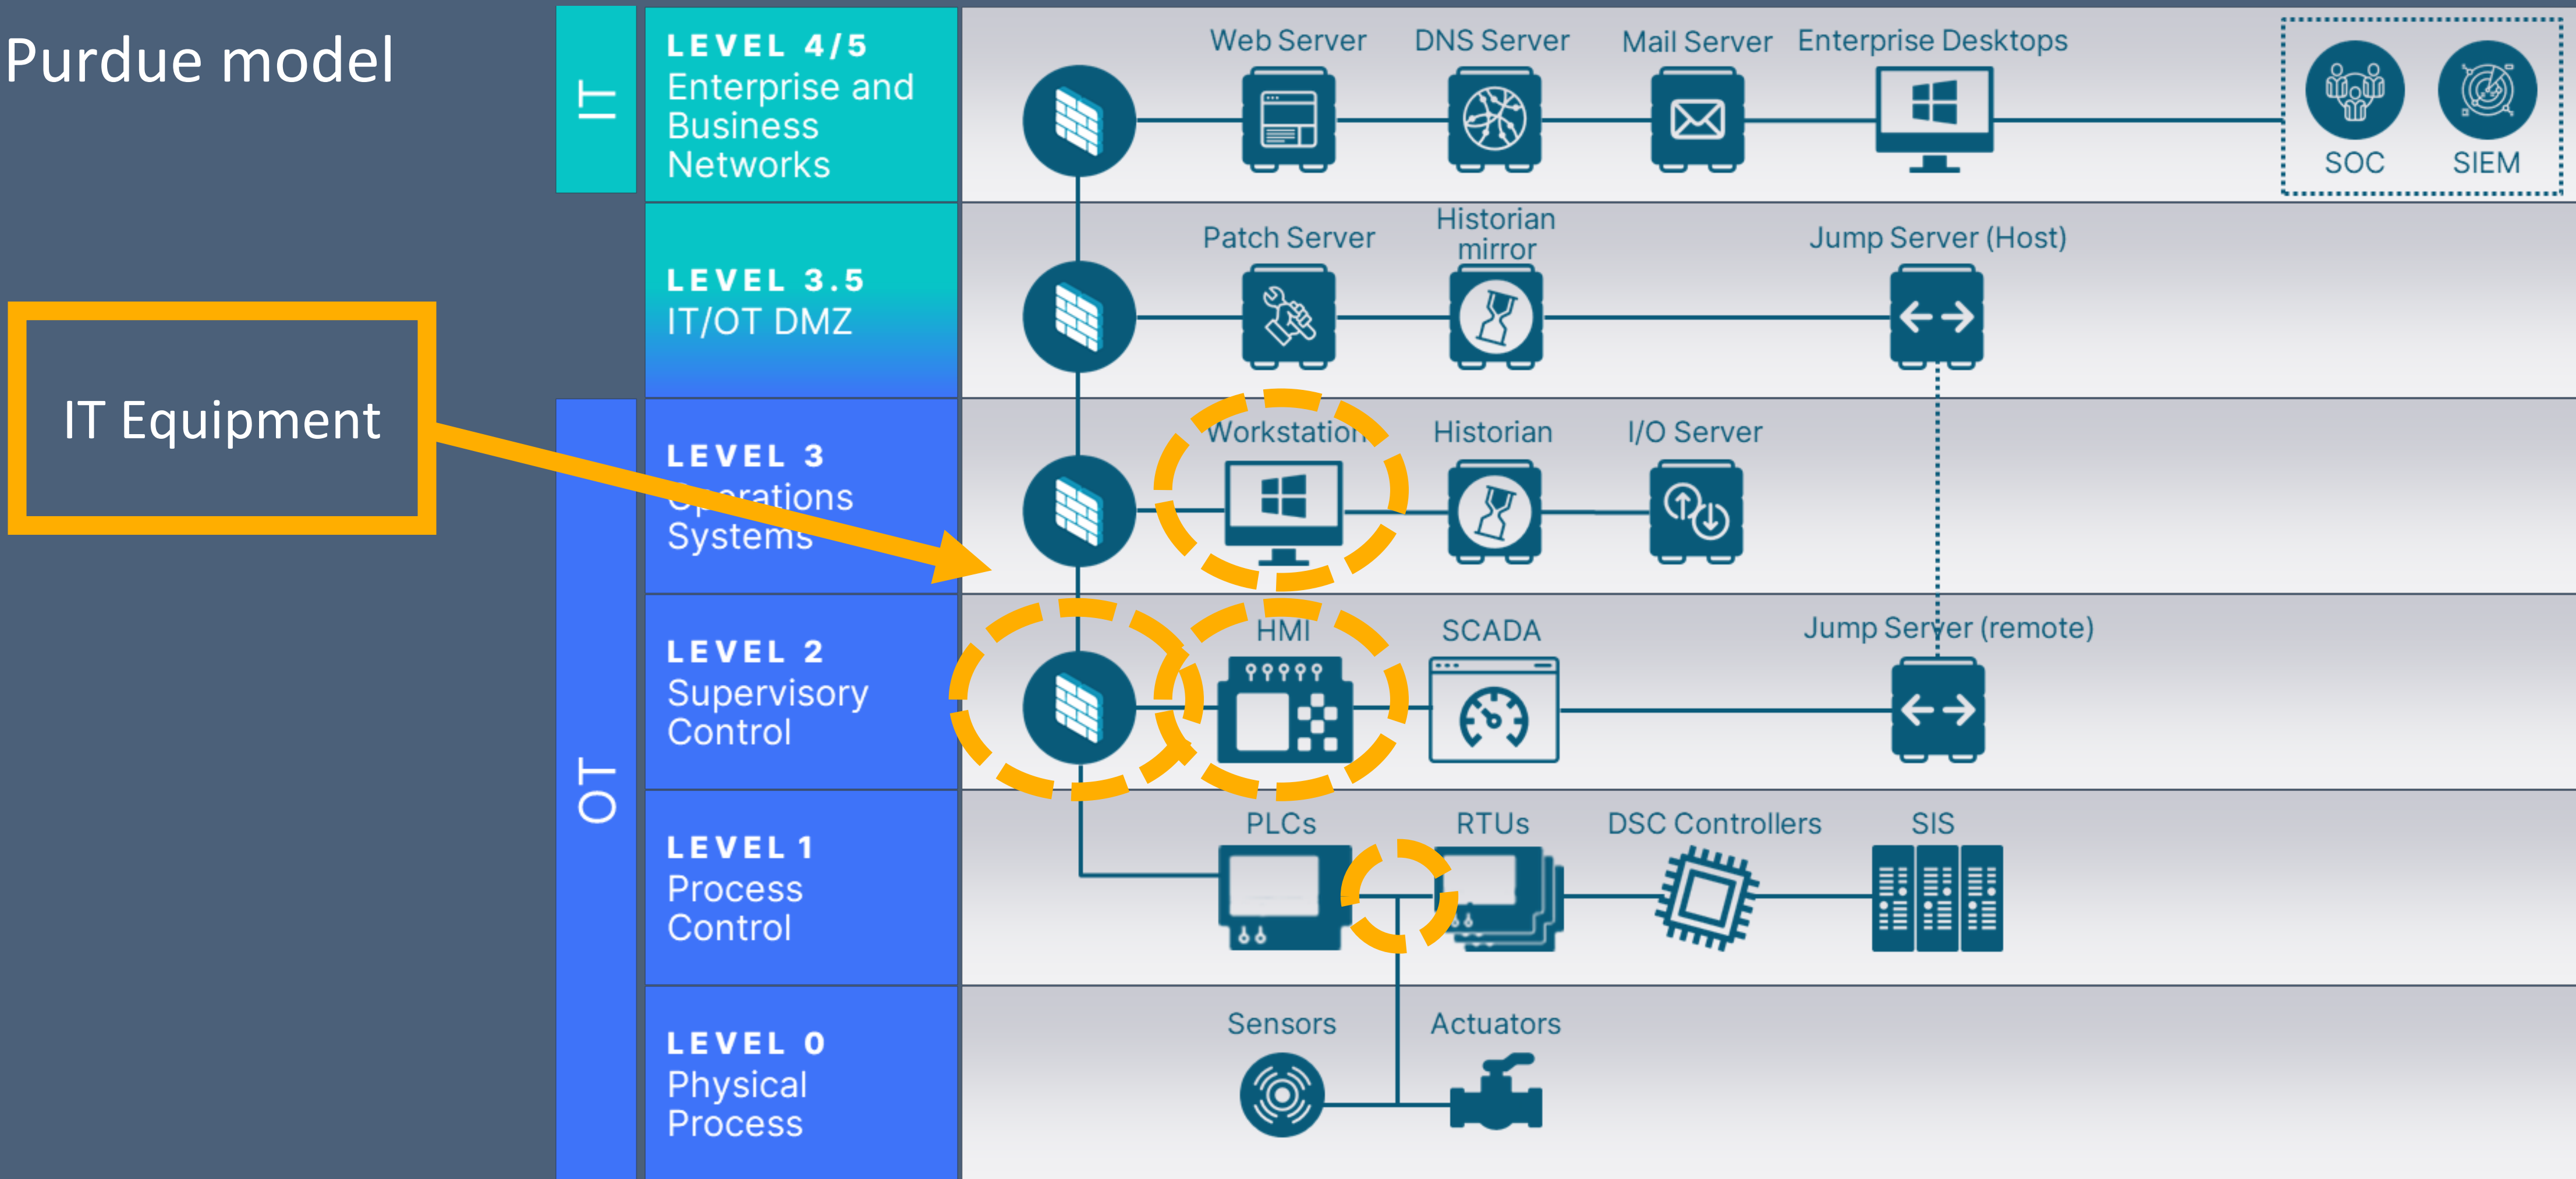 Purdue model
IT Equipment
IT
LEVEL 4/5
Enterprise and
Business
Networks
Web Server
DNS Server
Mail Server
Enterprise Desktops
SOC
SIEM
LEVEL 3.5
IT/OT DMZ
Patch Server
Historian
mirror
Jump Server (Host)
OT
LEVEL 3
Operations
Systems
Workstation
Historian
I/O Server
LEVEL 2
Supervisory
Control
HMI
SCADA
Jump Server (remote)
LEVEL 1
Process
Control
PLCs
RTUs
DSC Controllers
SIS
LEVEL 0
Physical
Process
Sensors
Actuators